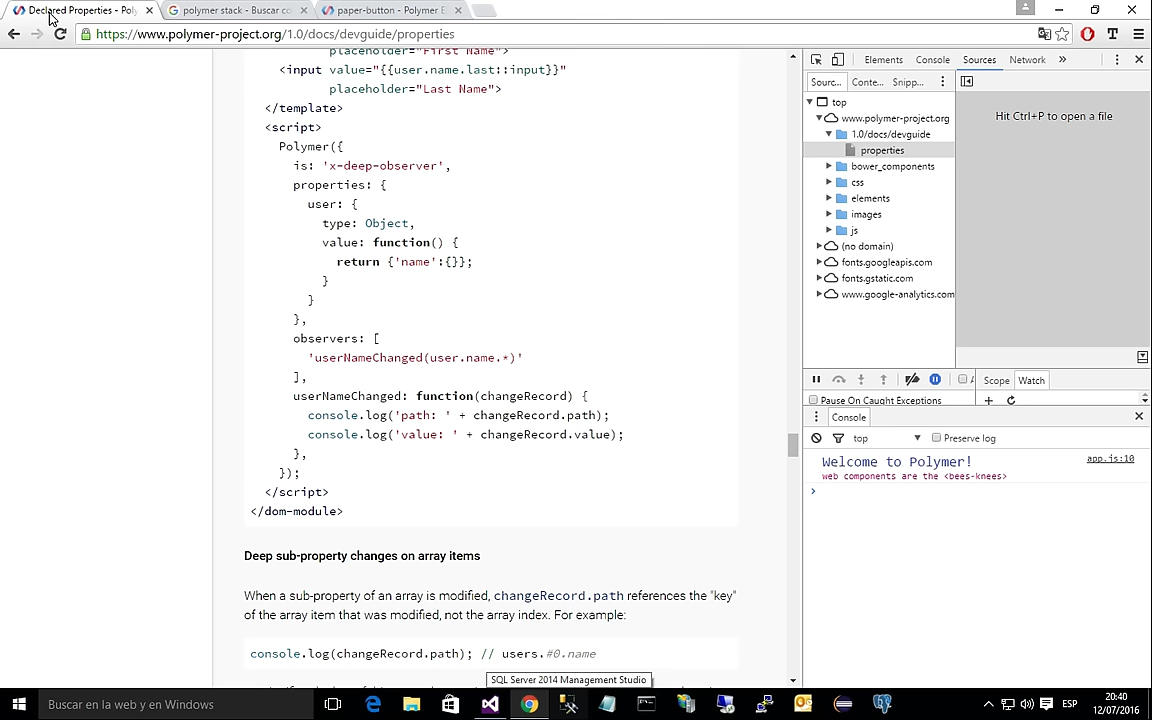 Declared Properties - Poly
polymer stack - Buscar co
paper-button - Polymer E
https://www.polymer-project.org/1.0/docs/devguide/properties
placeholder="First Name">
<input value="{{user.name.last::input}}"
placeholder="Last Name">
</template>
<script>
Polymer({
is: 'x-deep-observer',
properties: {
user: {
type: Object,
value: function() {
return {'name':{}};
}
}
},
observers: [
'userNameChanged(user.name.*)'
],
userNameChanged: function(changeRecord) {
console.log('path: ' + changeRecord.path);
console.log('value: ' + changeRecord.value);
},
});
</script>
</dom-module>
Deep sub-property changes on array items
When a sub-property of an array is modified, changeRecord.path references the "key"
of the array item that was modified, not the array index. For example:
console.log(changeRecord.path); // users.#0.name
SQL Server 2014 Management Studio
Elements Console Sources Network »
Sourc... Conte... Snipp...
top
www.polymer-project.org
1.0/docs/devguide
properties
bower_components
css
elements
images
js
(no domain)
fonts.googleapis.com
fonts.gstatic.com
www.google-analytics.com
Hit Ctrl+P to open a file
A
Scope Watch
Pause On Caught Exceptions
Console
top Preserve log
Welcome to Polymer! app.js:10
web components are the <bees-knees>
Buscar en la web y en Windows
ESP
20:40
12/07/2016